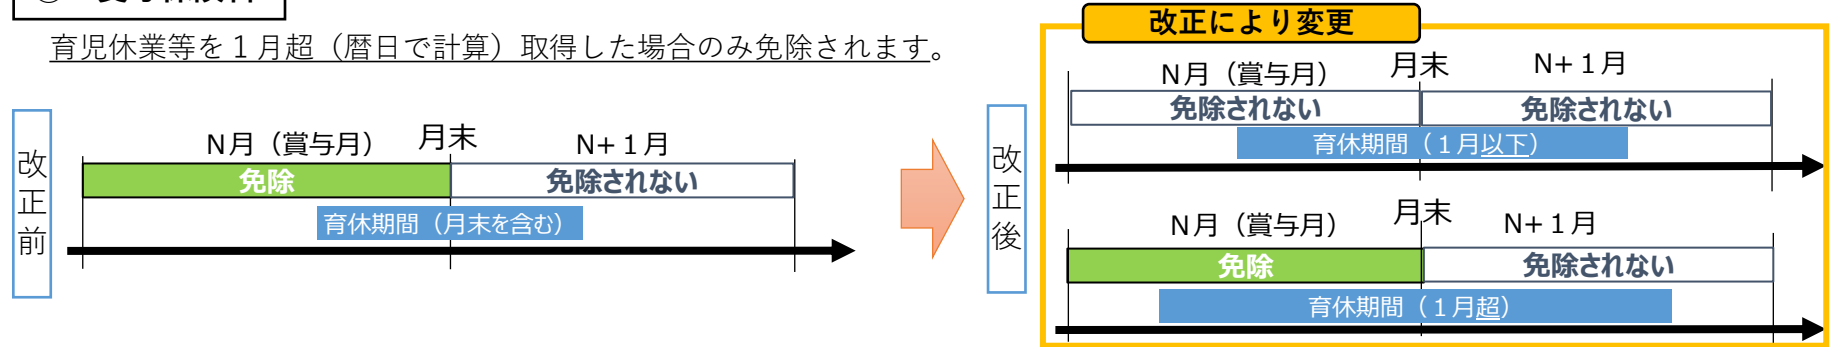 育児休業等を１月超（暦日で計算）取得した場合のみ免除されます。
改正前
N月（賞与月）
月末
N+１月
免除
免除されない
育休期間（月末を含む）
改正により変更
改正後
N月（賞与月）
月末
N+１月
免除されない
免除されない
育休期間（１月以下）
N月（賞与月）
月末
N+１月
免除
免除されない
育休期間（１月超）